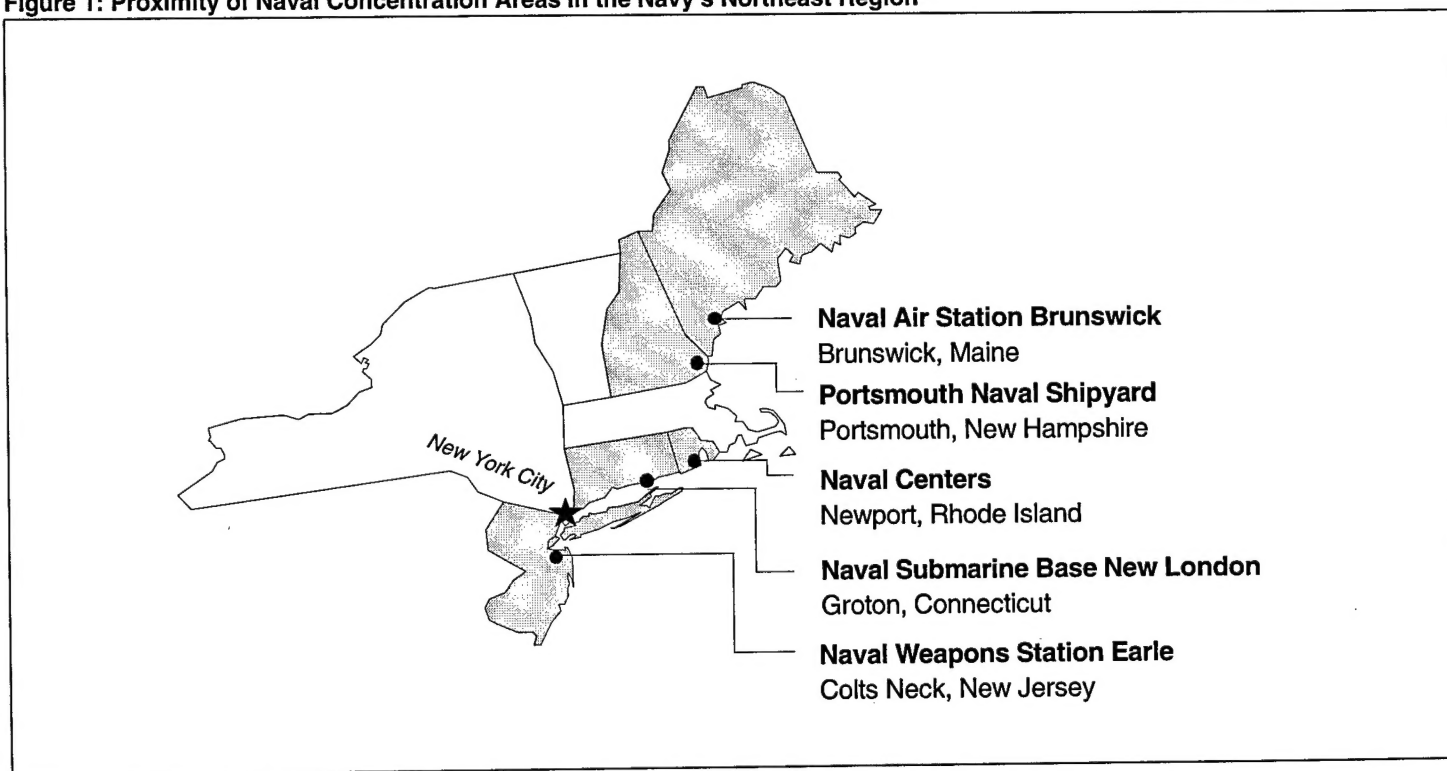 Figure 1: Proximity of Naval Concentration Areas in the Navy's Northeast Region
Naval Air Station Brunswick
Brunswick, Maine
Portsmouth Naval Shipyard
Portsmouth, New Hampshire
New York City
Naval Centers
Newport, Rhode Island
Naval Submarine Base New London
Groton, Connecticut
Naval Weapons Station Earle
Colts Neck, New Jersey